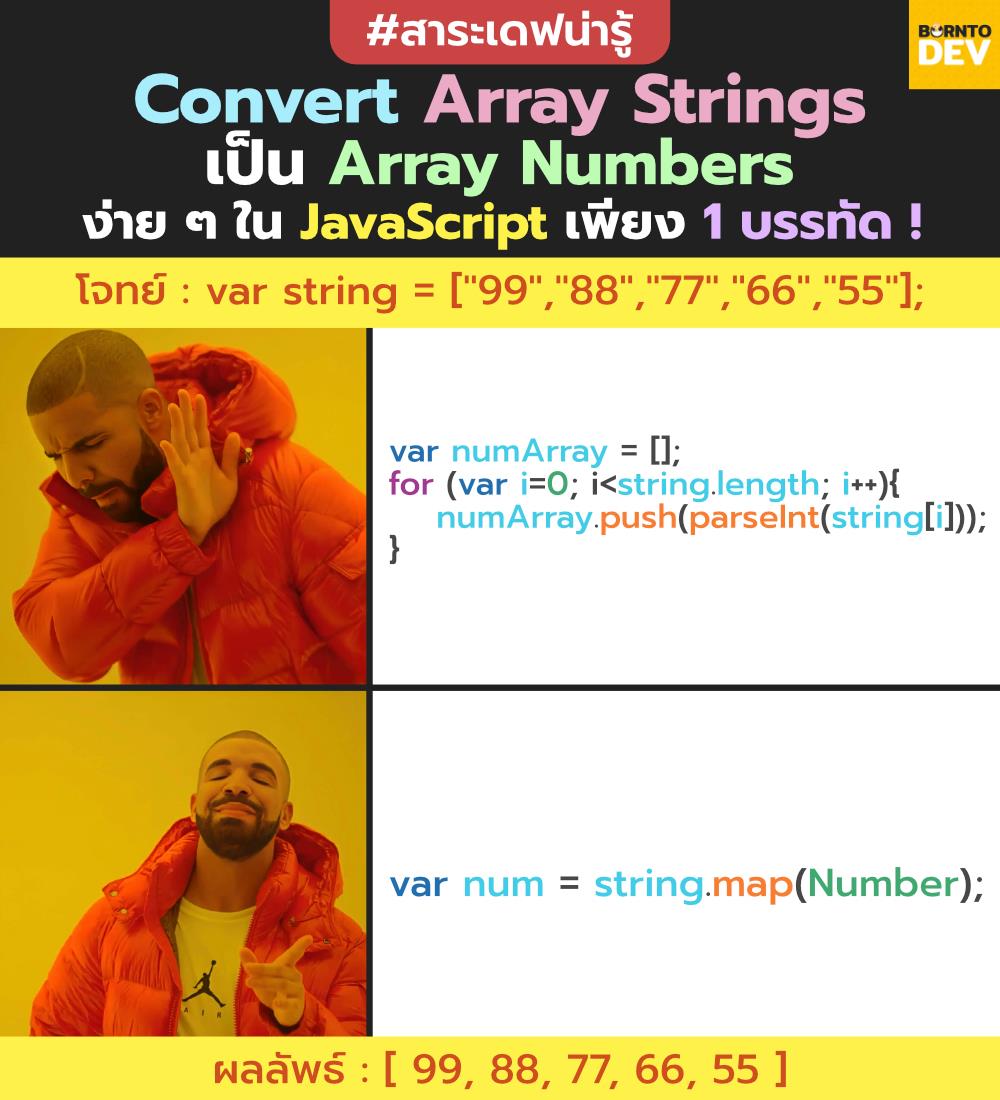 #สาระเดฟน่ารู้
BORNTO
DEV
Convert Array Strings
เป็น Array Numbers
ง่าย ๆ ใน JavaScript เพียง 1 บรรทัด !
โจทย์ : var string = ["99","88","77","66","55"];
var numArray = [];
for (var i=0; i<string.length; i++){
numArray.push(parseInt(string[i]));
}
var num = string.map(Number);
AIR
ผลลัพธ์ : [ 99, 88, 77, 66, 55 ]